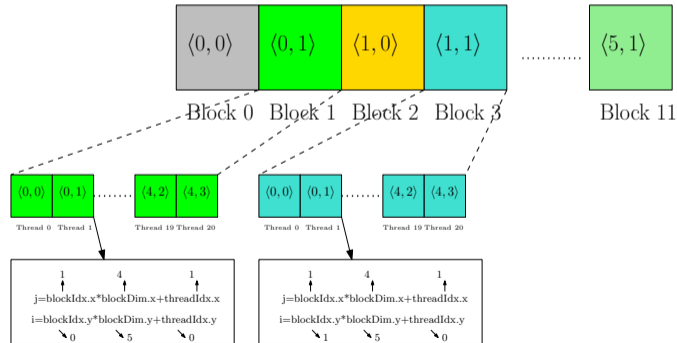 ⟨0, 0⟩ ⟨0, 1⟩ ⟨1, 0⟩ ⟨1, 1⟩ ............ ⟨5, 1⟩
Block 0 Block 1 Block 2 Block 3 Block 11
⟨0, 0⟩ ⟨0, 1⟩ ........ ⟨4, 2⟩ ⟨4, 3⟩ ⟨0, 0⟩ ⟨0, 1⟩ ........ ⟨4, 2⟩ ⟨4, 3⟩
Thread 0 Thread 1 Thread 19 Thread 20 Thread 0 Thread 1 Thread 19 Thread 20
1 4 1
j=blockIdx.x*blockDim.x+threadIdx.x
i=blockIdx.y*blockDim.y+threadIdx.y
0 5 0
1 4 1
j=blockIdx.x*blockDim.x+threadIdx.x
i=blockIdx.y*blockDim.y+threadIdx.y
1 5 0